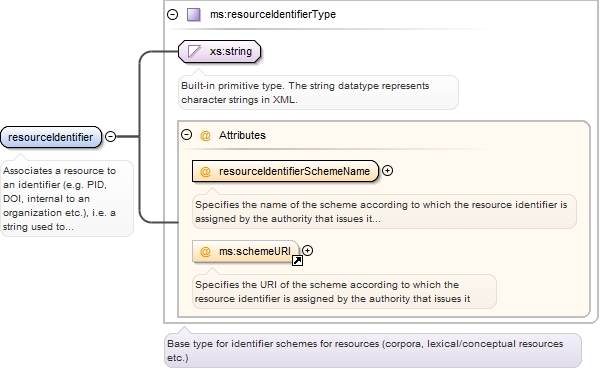 ms:resourceIdentifierType
xs:string
Built-in primitive type. The string datatype represents
character strings in XML.
resourceIdentifier
Associates a resource to
an identifier (e.g. PID,
DOI, internal to an
organization etc.), i.e. a
string used to...
@ Attributes
@ resourceIdentifierSchemeName
Specifies the name of the scheme according to which the resource identifier is
assigned by the authority that issues it...
@ ms:schemeURI
Specifies the URI of the scheme according to which the
resource identifier is assigned by the authority that issues it
Base type for identifier schemes for resources (corpora, lexical/conceptual resources
etc.)